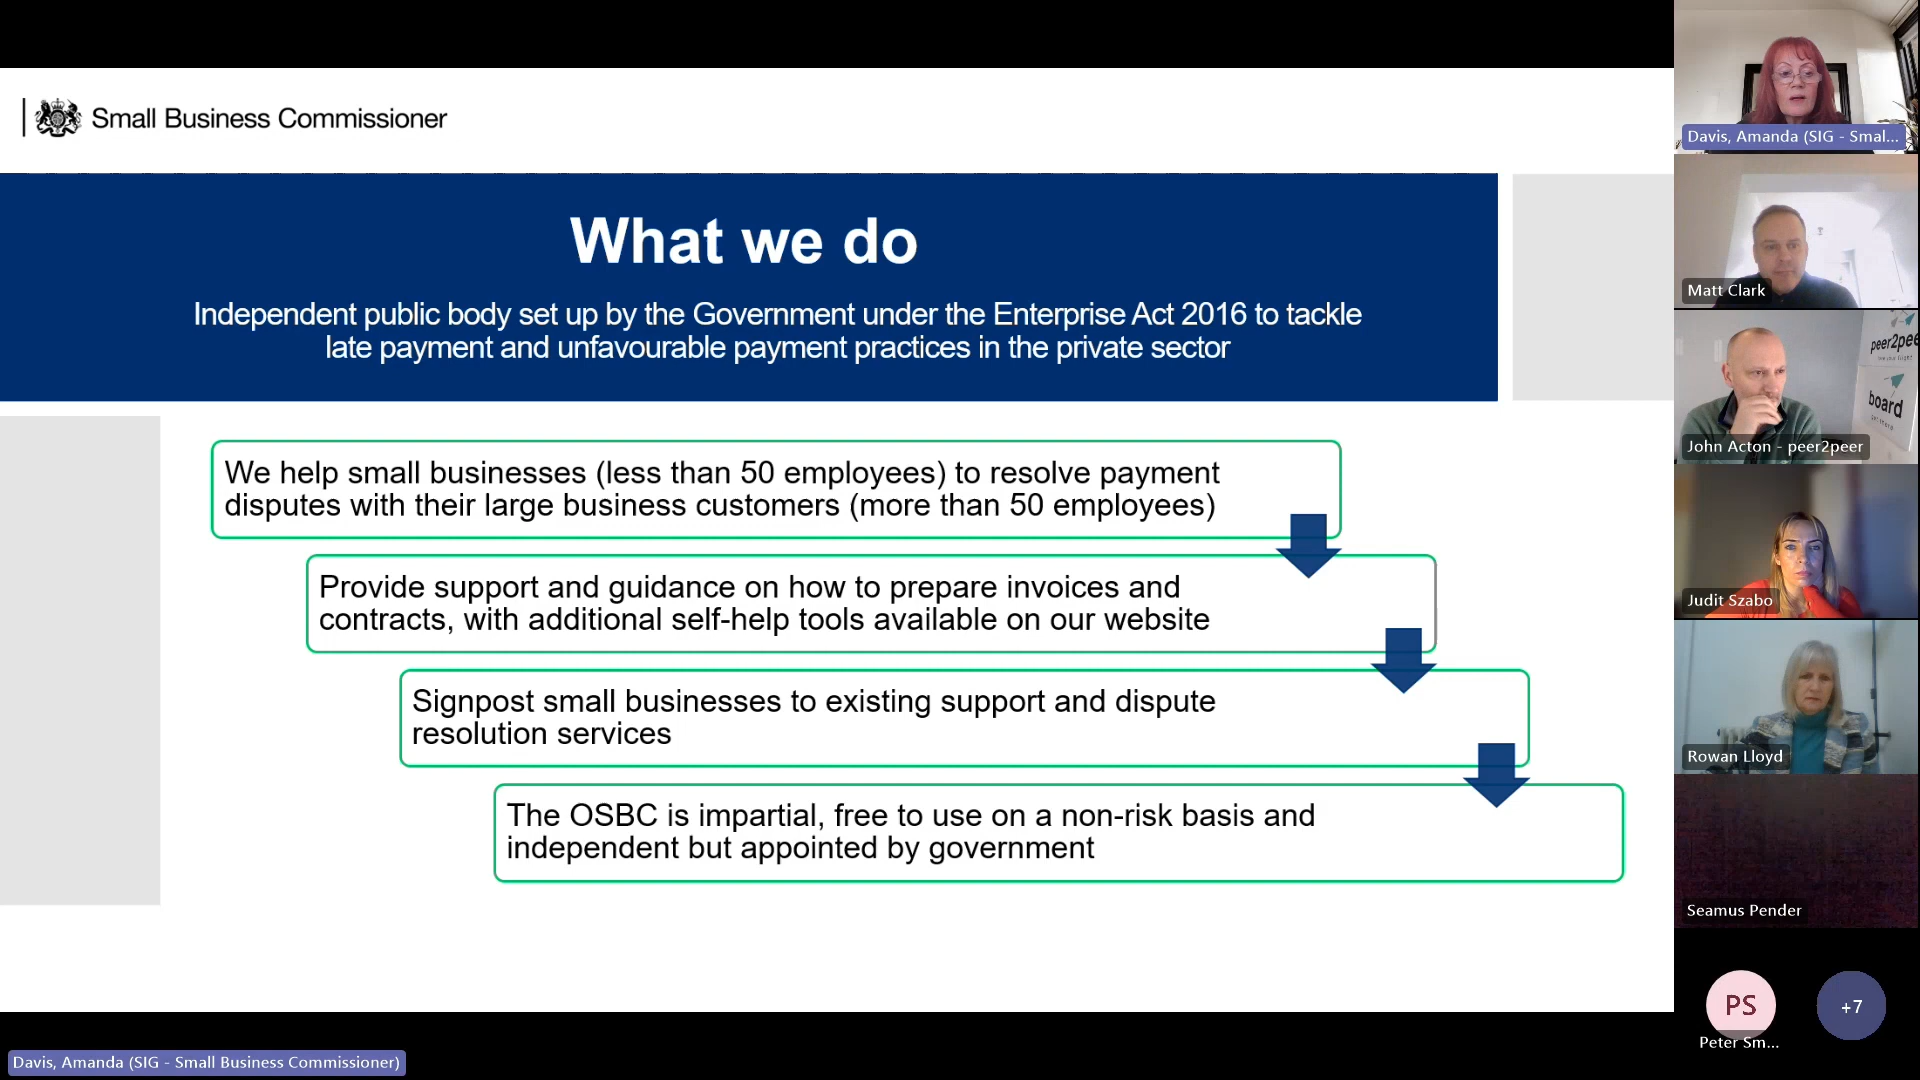 Small Business Commissioner
What we do
Independent public body set up by the Government under the Enterprise Act 2016 to tackle
late payment and unfavourable payment practices in the private sector
We help small businesses (less than 50 employees) to resolve payment
disputes with their large business customers (more than 50 employees)
Provide support and guidance on how to prepare invoices and
contracts, with additional self-help tools available on our website
Signpost small businesses to existing support and dispute
resolution services
The OSBC is impartial, free to use on a non-risk basis and
independent but appointed by government
Davis, Amanda (SIG - Small Business Commissioner)
Davis, Amanda (SIG - Smal...
Matt Clark
peer2pee
board
John Acton - peer2peer
Judit Szabo
Rowan Lloyd
Seamus Pender
PS
Peter Sm...
+7